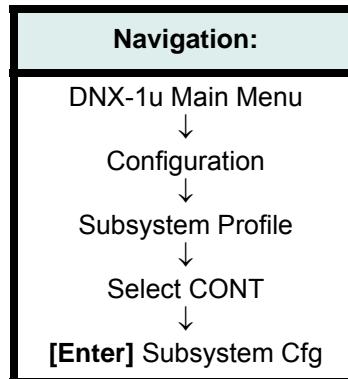 Navigation:
DNX-1u Main Menu
↓
Configuration
↓
Subsystem Profile
↓
Select CONT
↓
[Enter] Subsystem Cfg